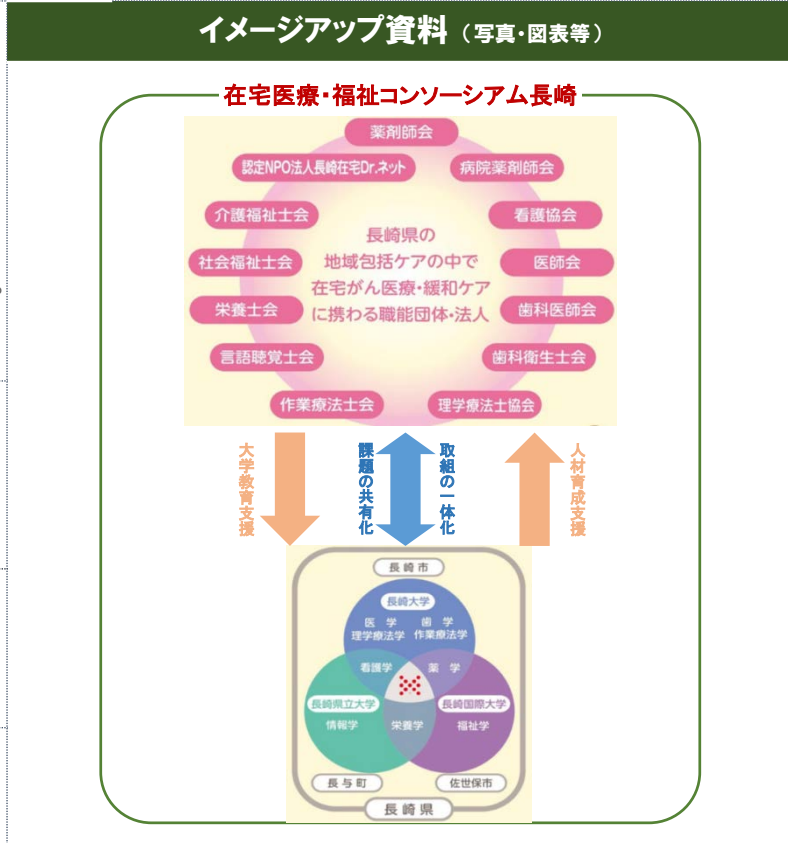 イメージアップ資料（写真・図表等）
在宅医療・福祉コンソーシアム長崎
薬剤師会
認定NPO法人長崎在宅Dr.ネット
病院薬剤師会
介護福祉士会
看護協会
社会福祉士会
医師会
栄養士会
歯科医師会
言語聴覚士会
歯科衛生士会
作業療法士会
理学療法士協会
長崎県の
地域包括ケアの中で
在宅がん医療・緩和ケア
に携わる職能団体・法人
大学教育支援
課題の共有化
取組の一体化
人材育成支援
長崎市
長崎大学
医学 歯学
理学療法学 作業療法学
看護学 薬学
長崎県立大学
長崎国際大学
情報学 栄養学 福祉学
長与町
佐世保市
長崎県